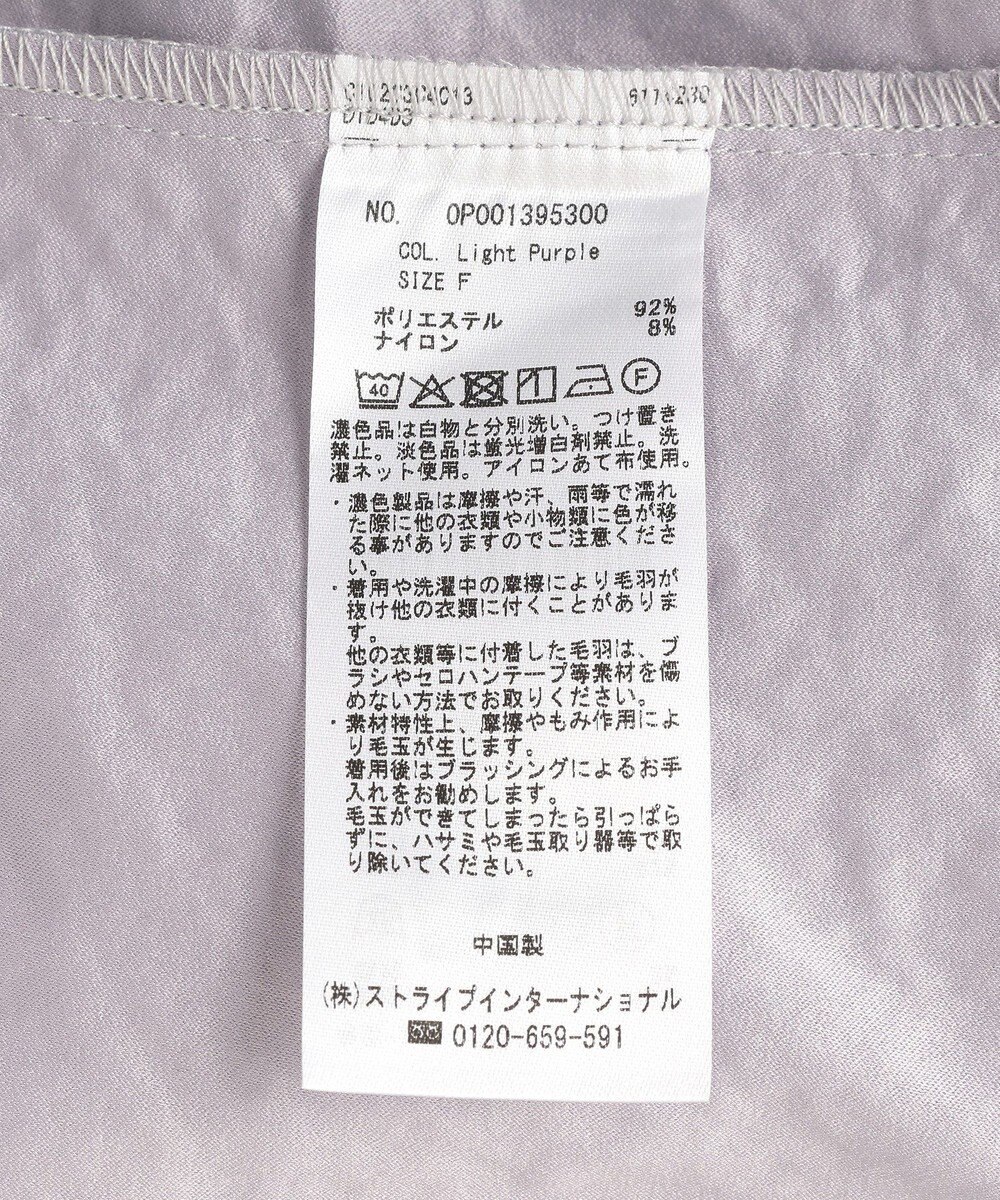 NO. 0P001395300
COL. Light Purple
SIZE F
ポリエステル 92%
ナイロン 8%
40 F
濃色品は白物と分別洗い。つけ置き
禁止。淡色品は蛍光増白剤禁止。洗
濯ネット使用。アイロンあて布使用。
・濃色製品は摩擦や汗、雨等で濡れ
た際に他の衣類や小物類に色が移
る事がありますのでご注意くださ
い。
・着用や洗濯中の摩擦により毛羽が
抜け他の衣類に付くことがありま
す。
他の衣類等に付着した毛羽は、ブ
ラシやセロハンテープ等素材を傷
めない方法でお取りください。
・素材特性上、摩擦やもみ作用によ
り毛玉が生じます。
着用後はブラッシングによるお手
入れをお勧めします。
毛玉ができてしまったら引っぱら
ずに、ハサミや毛玉取り器等で取
り除いてください。
中国製
(株)ストライプインターナショナル
0120-659-591